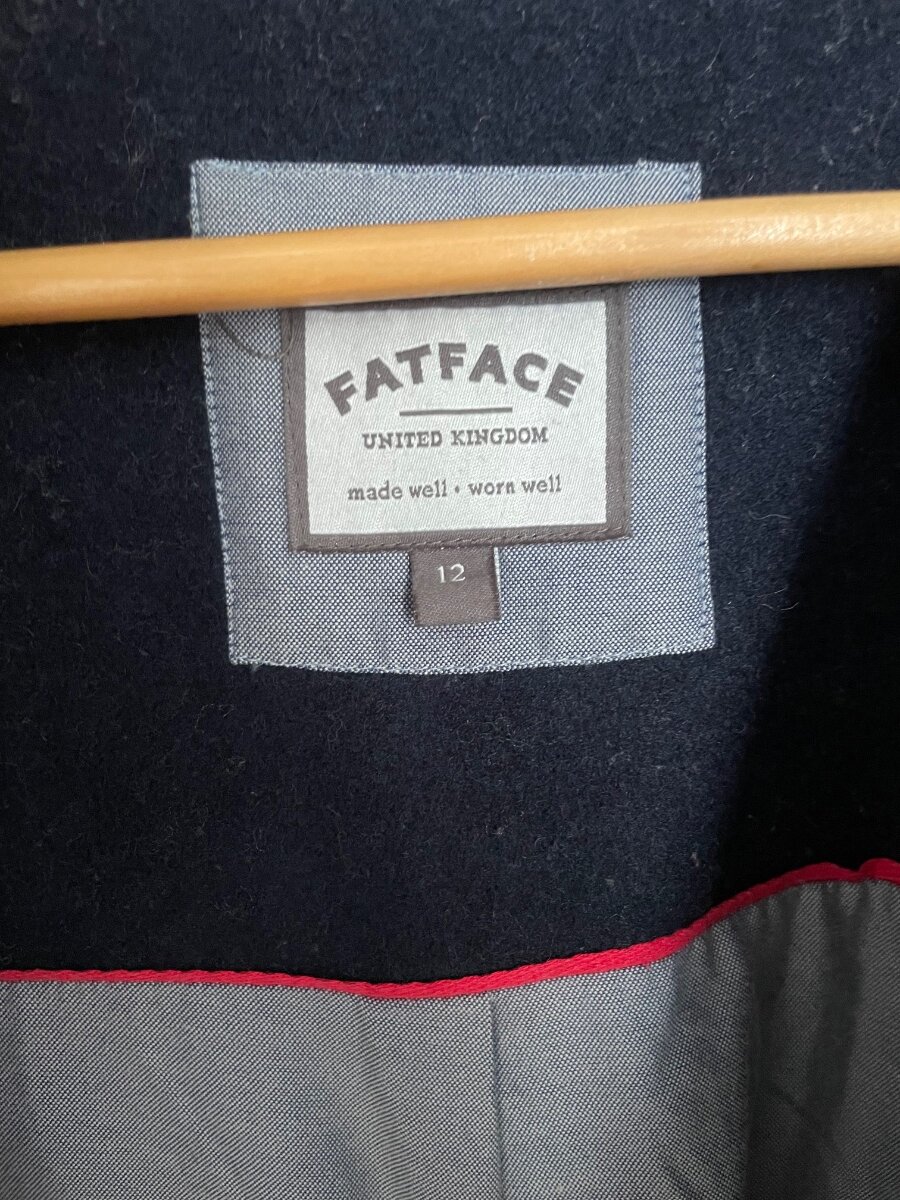 FATFACE
UNITED KINGDOM
made well • worn well
12